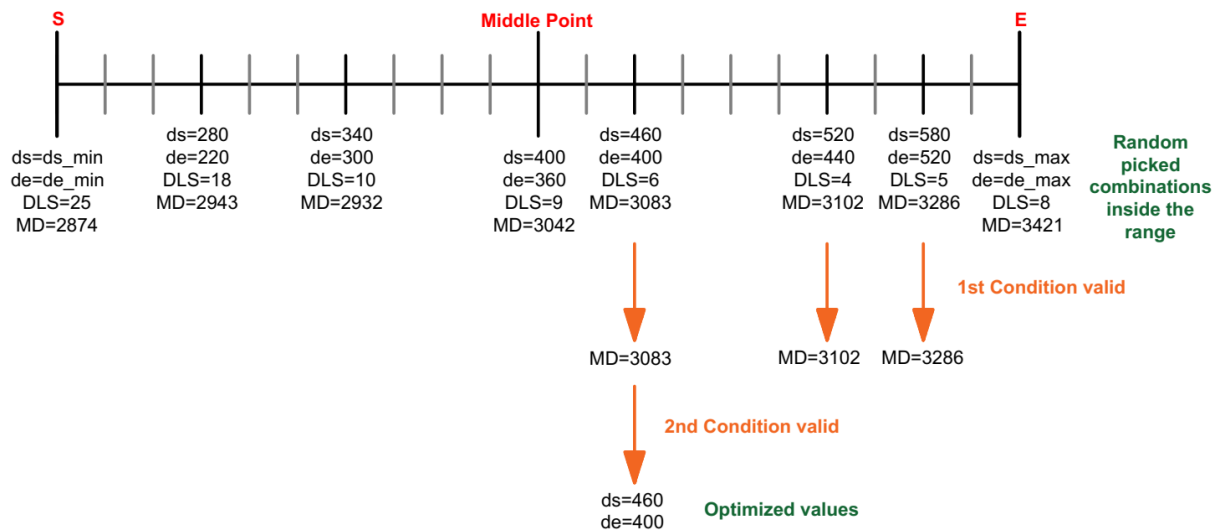 S
Middle Point
E
ds=ds_min
de=de_min
DLS=25
MD=2874
ds=280
de=220
DLS=18
MD=2943
ds=340
de=300
DLS=10
MD=2932
ds=400
de=360
DLS=9
MD=3042
ds=460
de=400
DLS=6
MD=3083
ds=520
de=440
DLS=4
MD=3102
ds=580
de=520
DLS=5
MD=3286
ds=ds_max
de=de_max
DLS=8
MD=3421
Random
picked
combinations
inside the
range
1st Condition valid
MD=3083
MD=3102
MD=3286
2nd Condition valid
ds=460
de=400
Optimized values